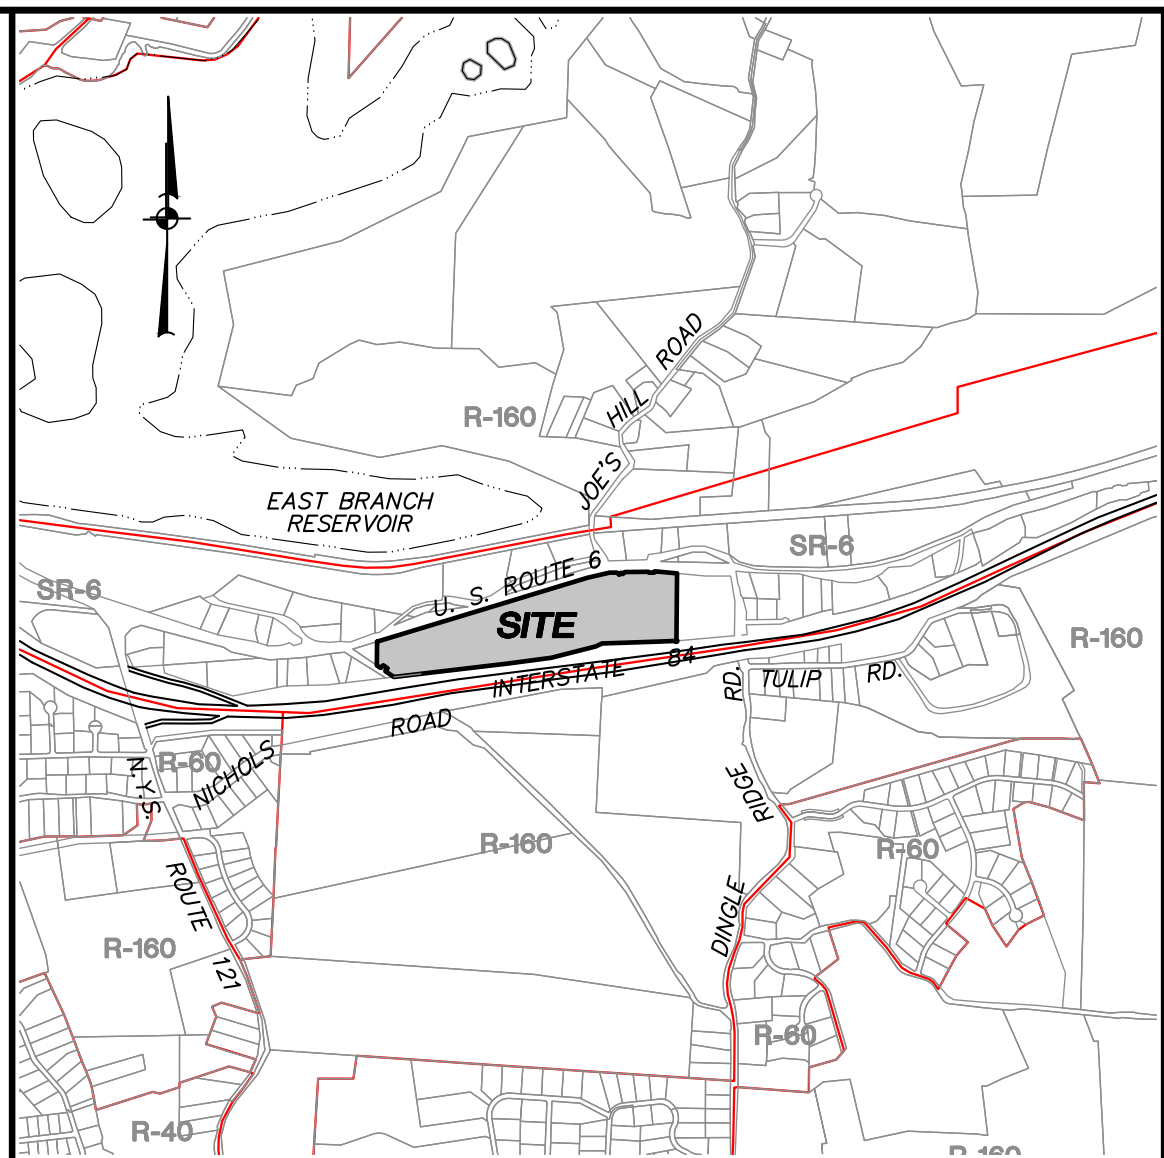 R-160
JOE'S HILL ROAD
EAST BRANCH
RESERVOIR
SR-6
SR-6
U. S. ROUTE 6
SITE
INTERSTATE 84
R-160
TULIP RD.
NICHOLS ROAD
R-60
N.Y.S. ROUTE 121
DINGLE RIDGE RD.
R-160
R-60
R-160
R-60
R-40
R-160